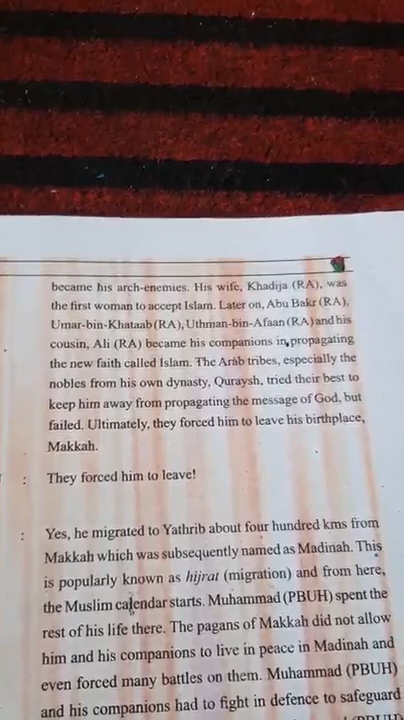 became his arch-enemies. His wife, Khadija (RA), was
the first woman to accept Islam. Later on, Abu Bakr (RA),
Umar-bin-Khataab (RA), Uthman-bin-Afaan (RA) and his
cousin, Ali (RA) became his companions in propagating
the new faith called Islam. The Arab tribes, especially the
nobles from his own dynasty, Quraysh, tried their best to
keep him away from propagating the message of God, but
failed. Ultimately, they forced him to leave his birthplace,
Makkah.
: They forced him to leave!
: Yes, he migrated to Yathrib about four hundred kms from
Makkah which was subsequently named as Madinah. This
is popularly known as hijrat (migration) and from here,
the Muslim calendar starts. Muhammad (PBUH) spent the
rest of his life there. The pagans of Makkah did not allow
him and his companions to live in peace in Madinah and
even forced many battles on them. Muhammad (PBUH)
and his companions had to fight in defence to safeguard